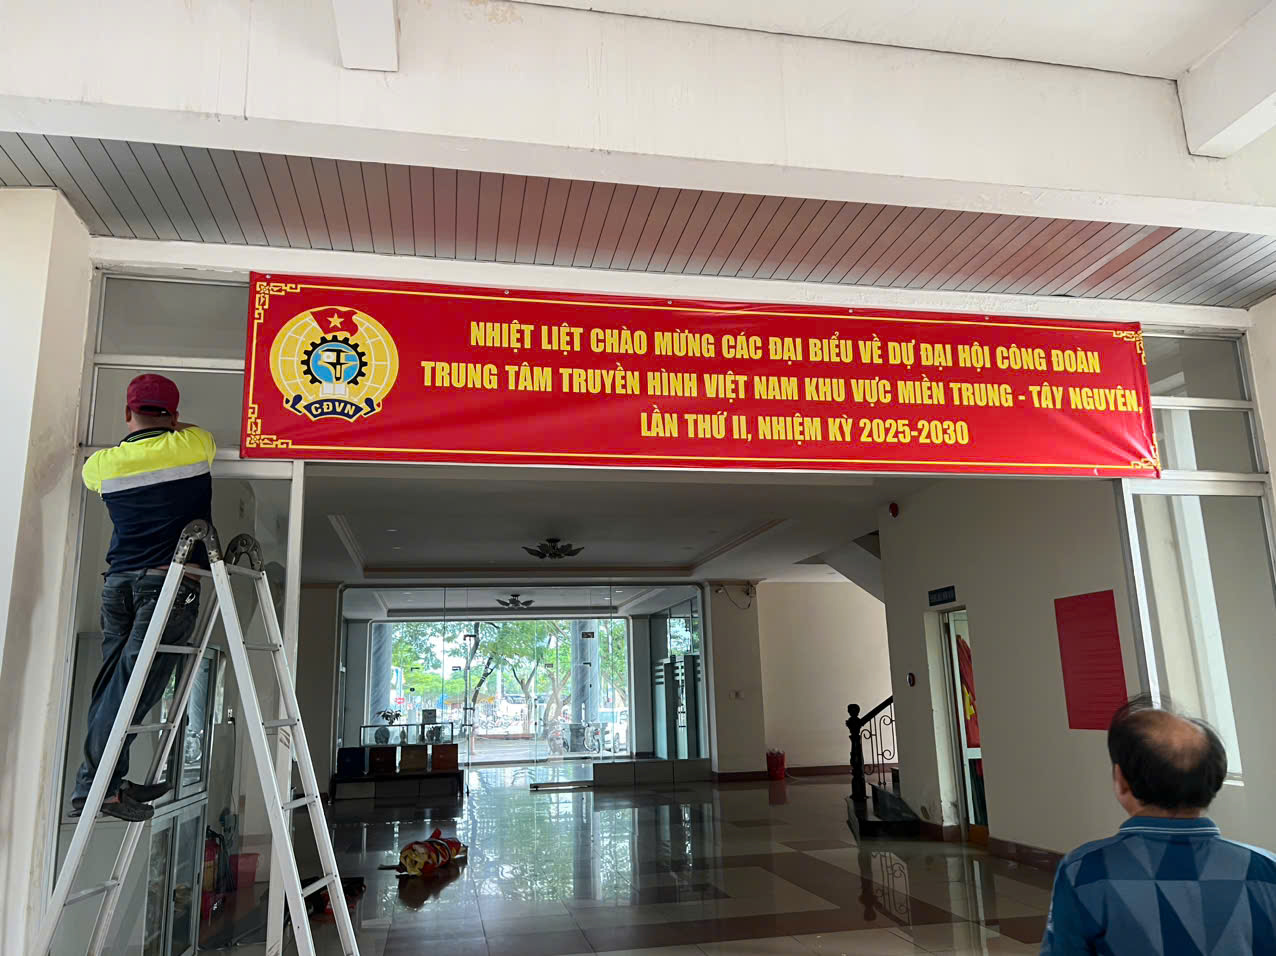 NHIỆT LIỆT CHÀO MỪNG CÁC ĐẠI BIỂU VỀ DỰ ĐẠI HỘI CÔNG ĐOÀN
TRUNG TÂM TRUYỀN HÌNH VIỆT NAM KHU VỰC MIỀN TRUNG - TÂY NGUYÊN,
LẦN THỨ II, NHIỆM KỲ 2025-2030
CĐVN